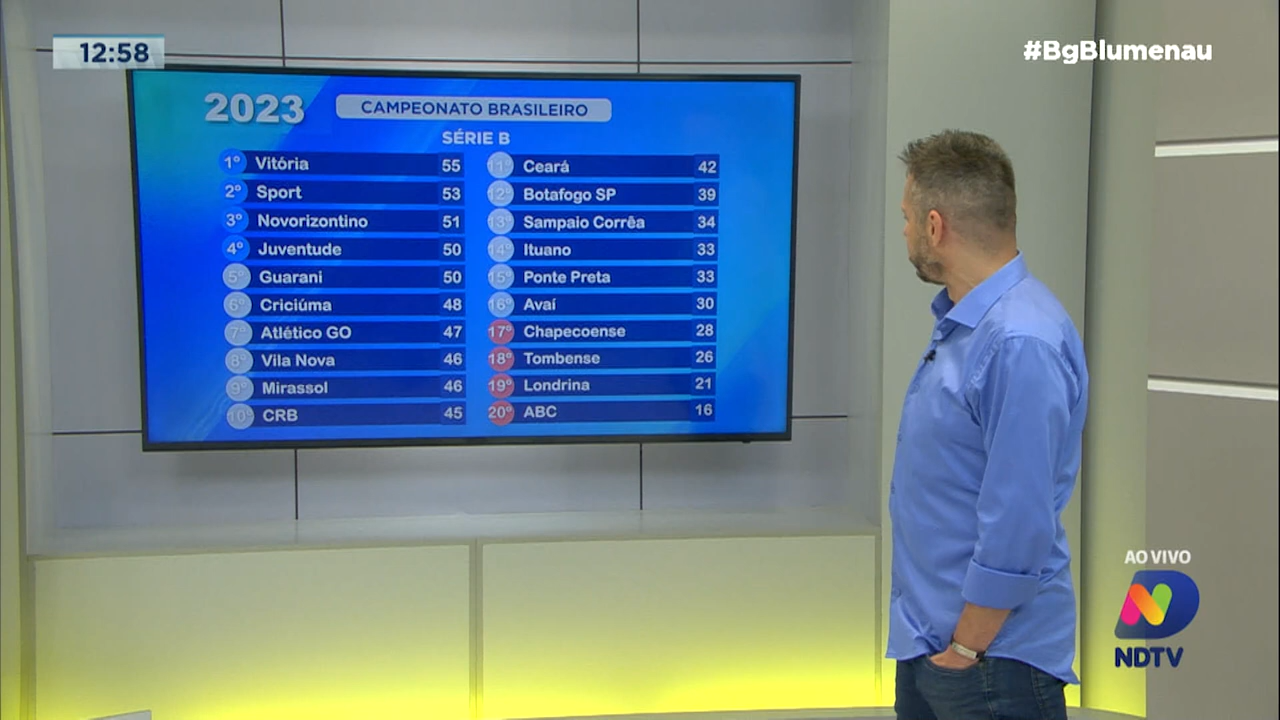 12:58
#BgBlumenau
2023
CAMPEONATO BRASILEIRO
SÉRIE B
1º Vitória 55
2º Sport 53
3º Novorizontino 51
4º Juventude 50
5º Guarani 50
6º Criciúma 48
7º Atlético GO 47
8º Vila Nova 46
9º Mirassol 46
10º CRB 45
11º Ceará 42
12º Botafogo SP 39
13º Sampaio Corrêa 34
14º Ituano 33
15º Ponte Preta 33
16º Avaí 30
17º Chapecoense 28
18º Tombense 26
19º Londrina 21
20º ABC 16
AO VIVO
NDTV